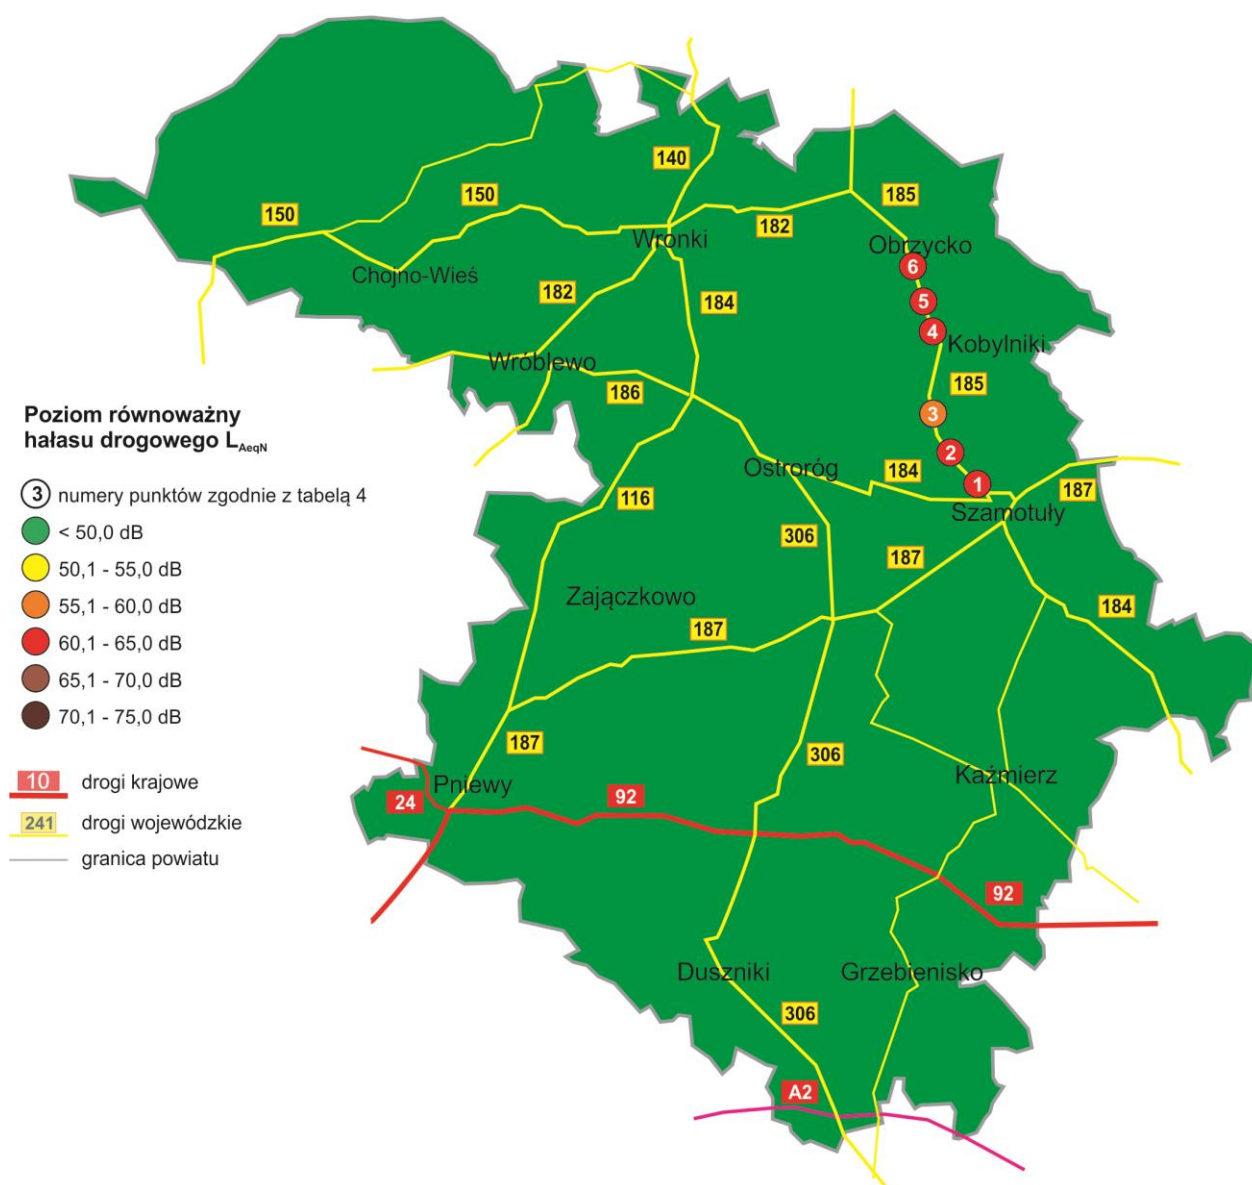 140
150
185
150
182
Wronki
Obrzycko
6
Chojno-Wieś
182
184
5
4
Kobylniki
Wróblewo
186
185
Poziom równoważny
hałasu drogowego LAeqN
3
2
Ostroróg
184
1
187
3 numery punktów zgodnie z tabelą 4
116
Szamotuły
< 50,0 dB
306
187
50,1 - 55,0 dB
Zajączkowo
55,1 - 60,0 dB
184
187
60,1 - 65,0 dB
65,1 - 70,0 dB
70,1 - 75,0 dB
187
306
Kaźmierz
10 drogi krajowe
Pniewy
24
92
241 drogi wojewódzkie
granica powiatu
92
Duszniki
Grzebienisko
306
A2